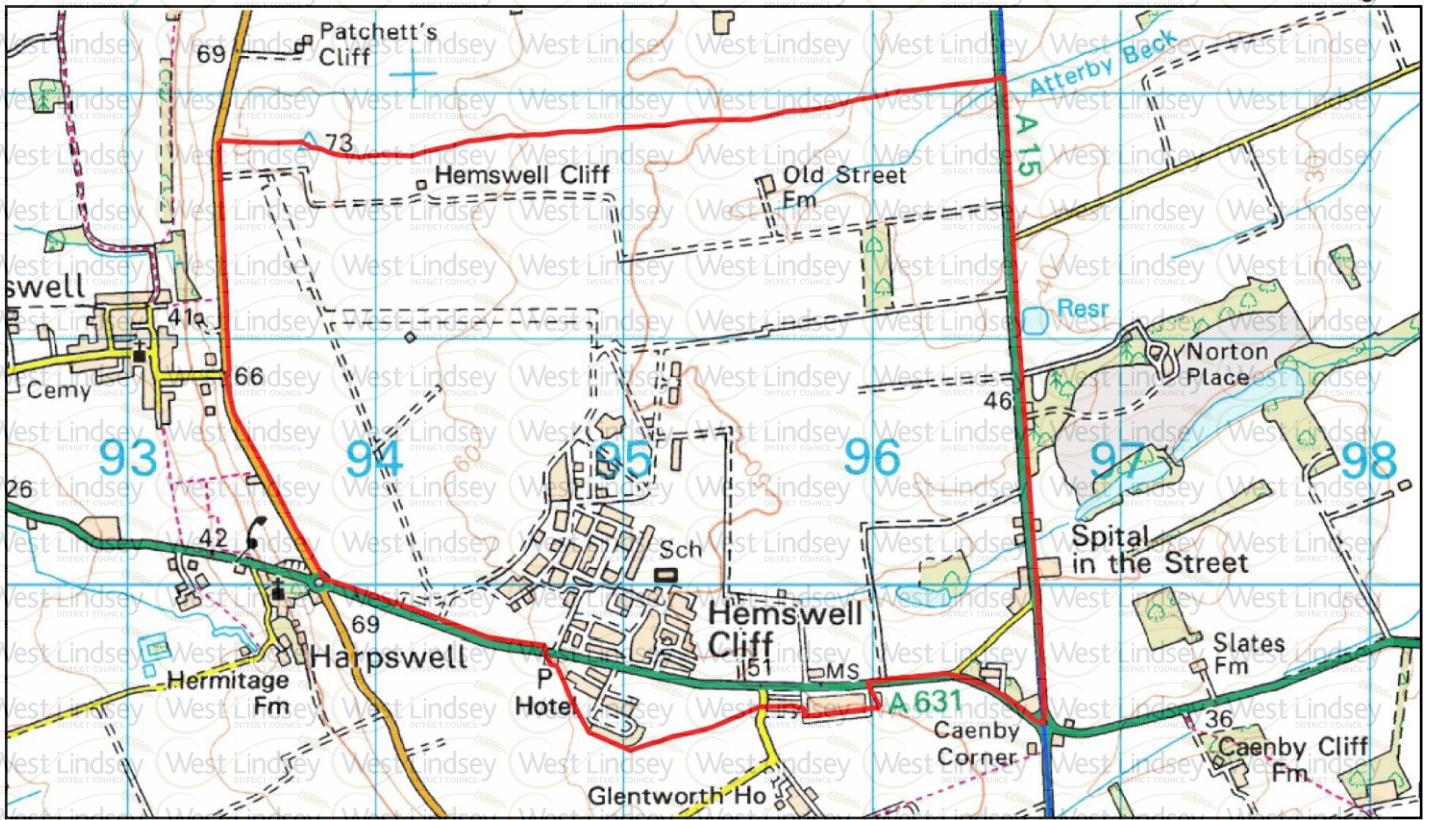 Patchett's
Cliff
69
Atterby Beck
73
A 15
Hemswell Cliff
Old Street
Fm
30
swell
40
Resr
41
Norton
Place
66
Cemy
46
93
94
60
95
96
97
98
26
42
Sch
Spital
in the Street
Hemswell
Cliff
69
Harpswell
51
MS
Slates
Fm
Hermitage
Fm
P
Hotel
A 631
Caenby
Corner
36
Caenby Cliff
Fm
Glentworth Ho
West Lindsey
DISTRICT COUNCIL